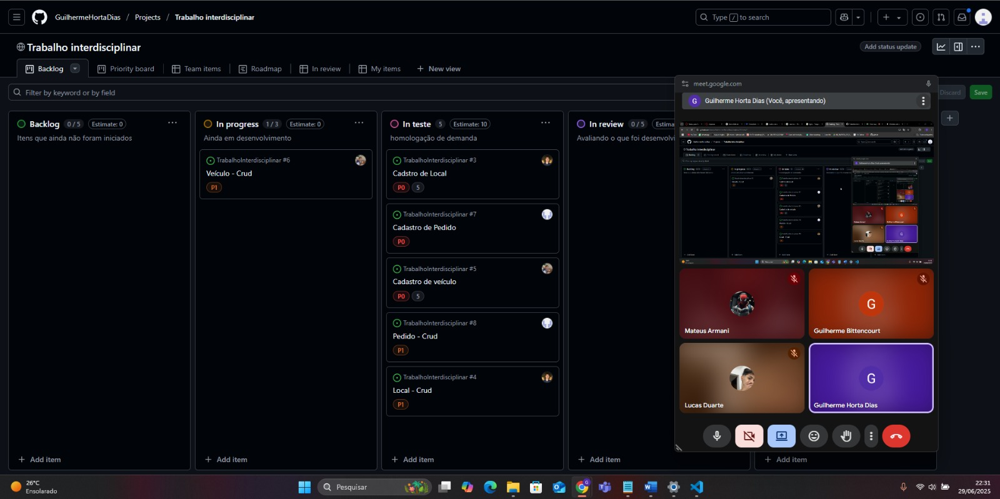 GuilhermeHortaDias / Projects / Trabalho interdisciplinar
Type / to search
Trabalho interdisciplinar
Add status update
Backlog
Priority board
Team items
Roadmap
In review
My items
New view
Filter by keyword or by field
Discard
Save
Backlog 0 / 5 Estimate: 0
Itens que ainda não foram iniciados
Add item
In progress 1 / 3 Estimate: 0
Ainda em desenvolvimento
TrabalhoInterdisciplinar #6
Veículo - Crud
P1
Add item
In teste 5 Estimate: 10
homologação de demanda
TrabalhoInterdisciplinar #3
Cadstro de Local
P0 5
TrabalhoInterdisciplinar #7
Cadastro de Pedido
P0
TrabalhoInterdisciplinar #5
Cadastro de veículo
P0 5
TrabalhoInterdisciplinar #8
Pedido - Crud
P1
TrabalhoInterdisciplinar #4
Local - Crud
P1
Add item
In review 0 / 5 Estima
Avaliando o que foi desenvolvi
Add item
Add item
meet.google.com
G Guilherme Horta Dias (Você, apresentando)
Mateus Armani
G
Guilherme Bittencourt
Lucas Duarte
G
Guilherme Horta Dias
26°C
Ensolarado
Pesquisar
22:31
29/06/2025